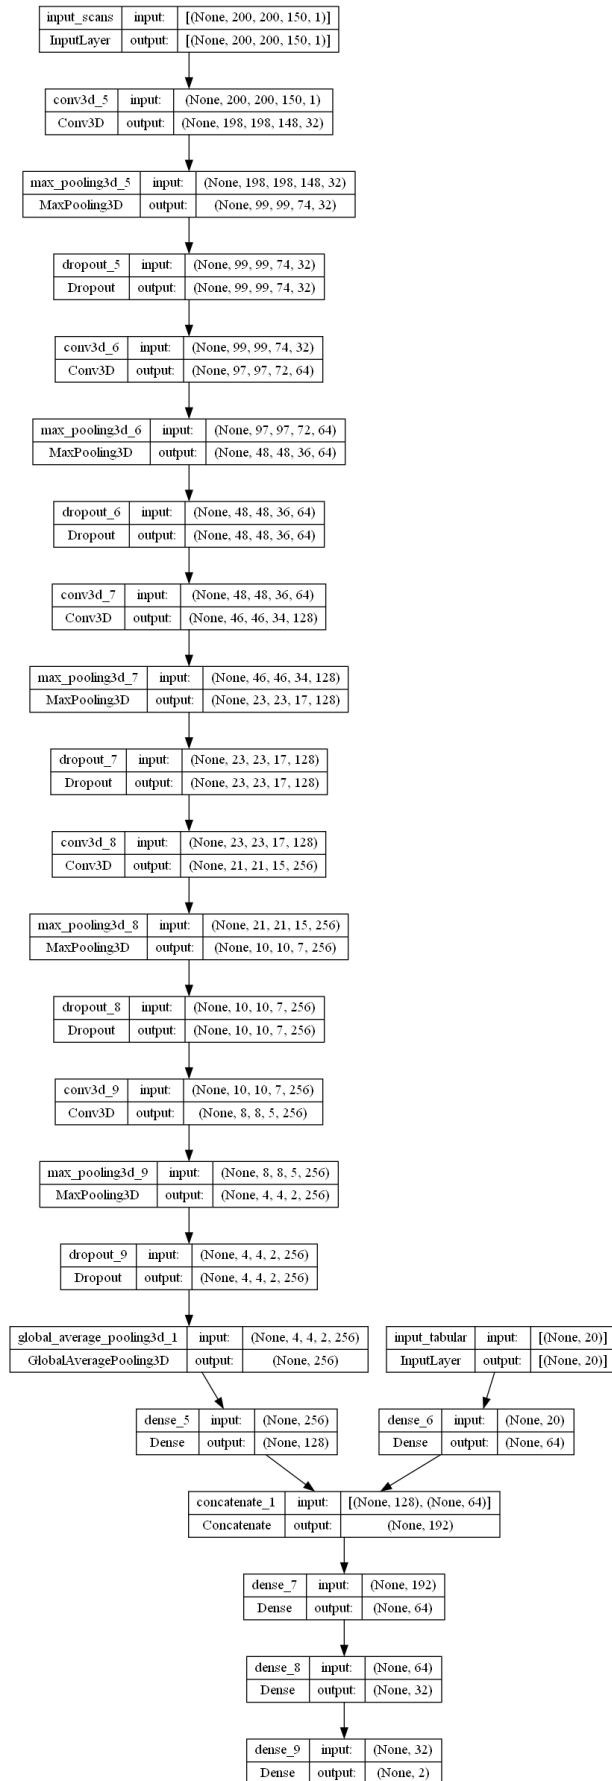 input_scans input: [(None, 200, 200, 150, 1)]
InputLayer output: [(None, 200, 200, 150, 1)]
conv3d_5 input: (None, 200, 200, 150, 1)
Conv3D output: (None, 198, 198, 148, 32)
max_pooling3d_5 input: (None, 198, 198, 148, 32)
MaxPooling3D output: (None, 99, 99, 74, 32)
dropout_5 input: (None, 99, 99, 74, 32)
Dropout output: (None, 99, 99, 74, 32)
conv3d_6 input: (None, 99, 99, 74, 32)
Conv3D output: (None, 97, 97, 72, 64)
max_pooling3d_6 input: (None, 97, 97, 72, 64)
MaxPooling3D output: (None, 48, 48, 36, 64)
dropout_6 input: (None, 48, 48, 36, 64)
Dropout output: (None, 48, 48, 36, 64)
conv3d_7 input: (None, 48, 48, 36, 64)
Conv3D output: (None, 46, 46, 34, 128)
max_pooling3d_7 input: (None, 46, 46, 34, 128)
MaxPooling3D output: (None, 23, 23, 17, 128)
dropout_7 input: (None, 23, 23, 17, 128)
Dropout output: (None, 23, 23, 17, 128)
conv3d_8 input: (None, 23, 23, 17, 128)
Conv3D output: (None, 21, 21, 15, 256)
max_pooling3d_8 input: (None, 21, 21, 15, 256)
MaxPooling3D output: (None, 10, 10, 7, 256)
dropout_8 input: (None, 10, 10, 7, 256)
Dropout output: (None, 10, 10, 7, 256)
conv3d_9 input: (None, 10, 10, 7, 256)
Conv3D output: (None, 8, 8, 5, 256)
max_pooling3d_9 input: (None, 8, 8, 5, 256)
MaxPooling3D output: (None, 4, 4, 2, 256)
dropout_9 input: (None, 4, 4, 2, 256)
Dropout output: (None, 4, 4, 2, 256)
global_average_pooling3d_1 input: (None, 4, 4, 2, 256)
GlobalAveragePooling3D output: (None, 256)
input_tabular input: [(None, 20)]
InputLayer output: [(None, 20)]
dense_5 input: (None, 256)
Dense output: (None, 128)
dense_6 input: (None, 20)
Dense output: (None, 64)
concatenate_1 input: [(None, 128), (None, 64)]
Concatenate output: (None, 192)
dense_7 input: (None, 192)
Dense output: (None, 64)
dense_8 input: (None, 64)
Dense output: (None, 32)
dense_9 input: (None, 32)
Dense output: (None, 2)